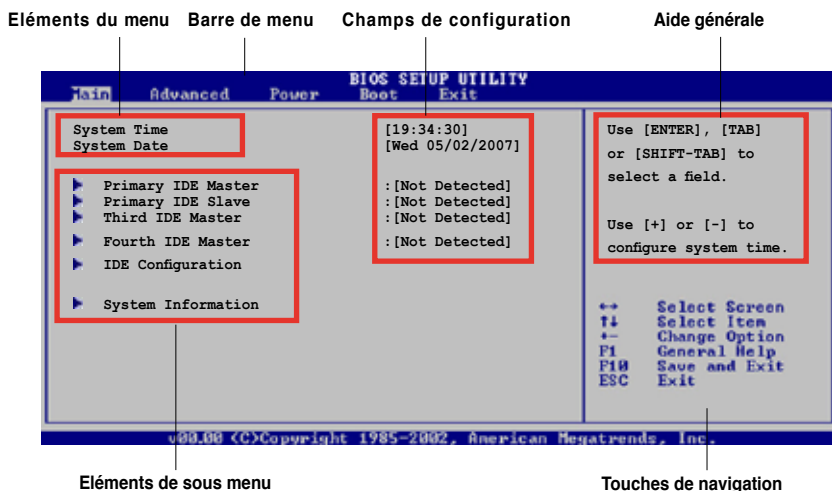 Eléments du menu Barre de menu Champs de configuration Aide générale
BIOS SETUP UTILITY
Main Advanced Power Boot Exit
System Time [19:34:30]
System Date [Wed 05/02/2007]
Primary IDE Master :[Not Detected]
Primary IDE Slave :[Not Detected]
Third IDE Master :[Not Detected]
Fourth IDE Master :[Not Detected]
IDE Configuration
System Information
Use [ENTER], [TAB]
or [SHIFT-TAB] to
select a field.
Use [+] or [-] to
configure system time.
←→ Select Screen
↑↓ Select Item
+- Change Option
F1 General Help
F10 Save and Exit
ESC Exit
v00.00 (C)Copyright 1985-2002, American Megatrends, Inc.
Eléments de sous menu Touches de navigation